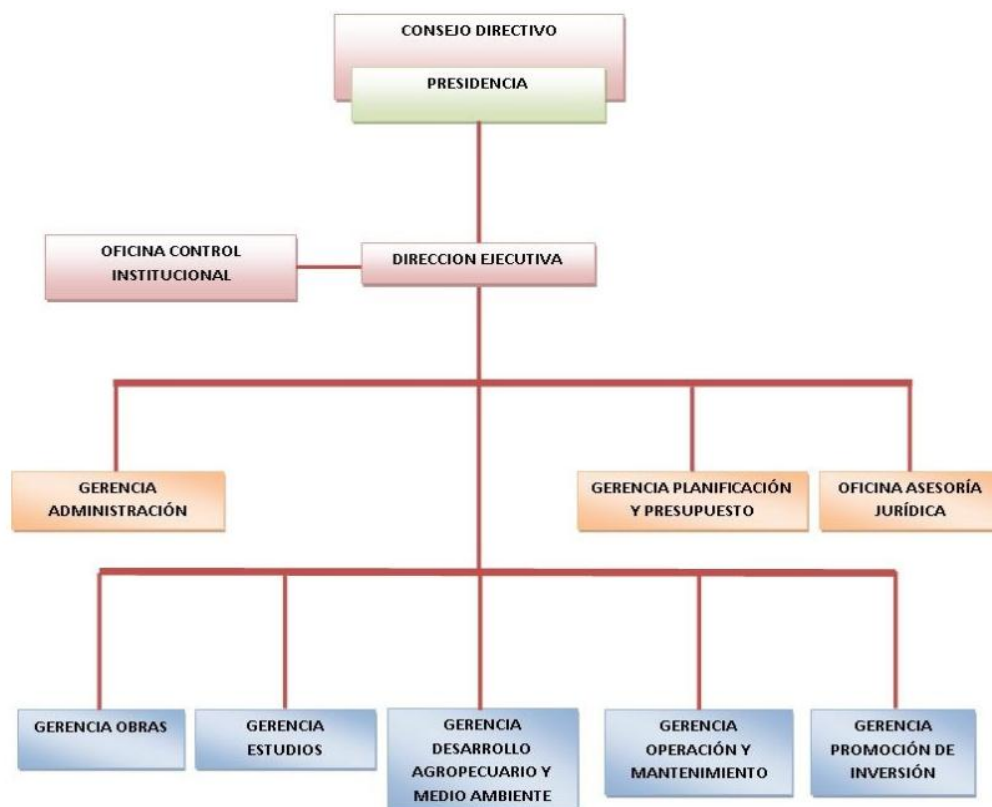 CONSEJO DIRECTIVO
PRESIDENCIA
OFICINA CONTROL
INSTITUCIONAL
DIRECCION EJECUTIVA
GERENCIA
ADMINISTRACIÓN
GERENCIA PLANIFICACIÓN
Y PRESUPUESTO
OFICINA ASESORÍA
JURÍDICA
GERENCIA OBRAS
GERENCIA
ESTUDIOS
GERENCIA
DESARROLLO
AGROPECUARIO Y
MEDIO AMBIENTE
GERENCIA
OPERACIÓN Y
MANTENIMIENTO
GERENCIA
PROMOCIÓN DE
INVERSIÓN